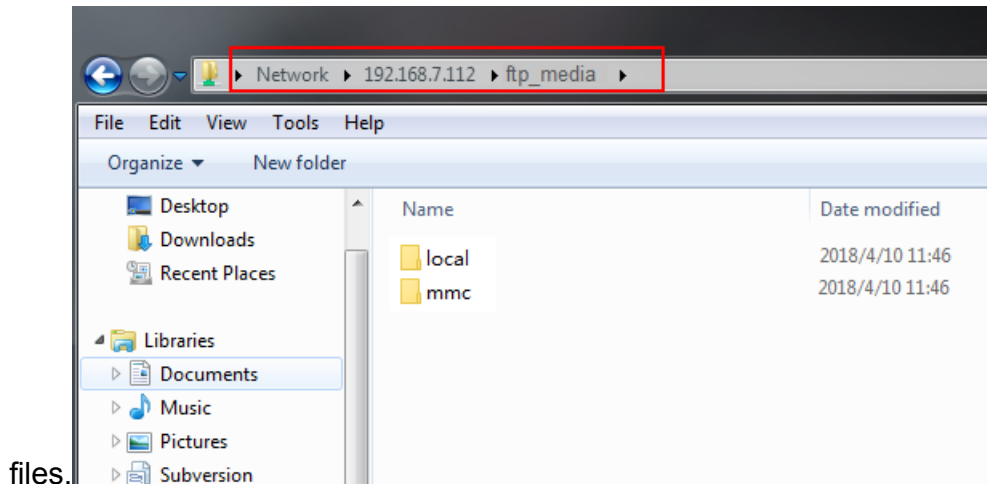 Network 192.168.7.112 ftp_media
File Edit View Tools Help
Organize New folder
Desktop
Downloads
Recent Places
Libraries
Documents
Music
Pictures
Subversion
Name Date modified
local 2018/4/10 11:46
mmc 2018/4/10 11:46
files.